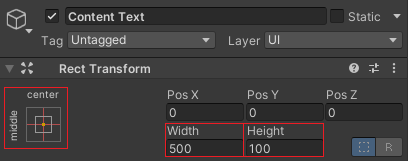 Content Text
Static
Tag Untagged Layer UI
Rect Transform
center
middle
Pos X Pos Y Pos Z
0 0 0
Width Height
500 100
R